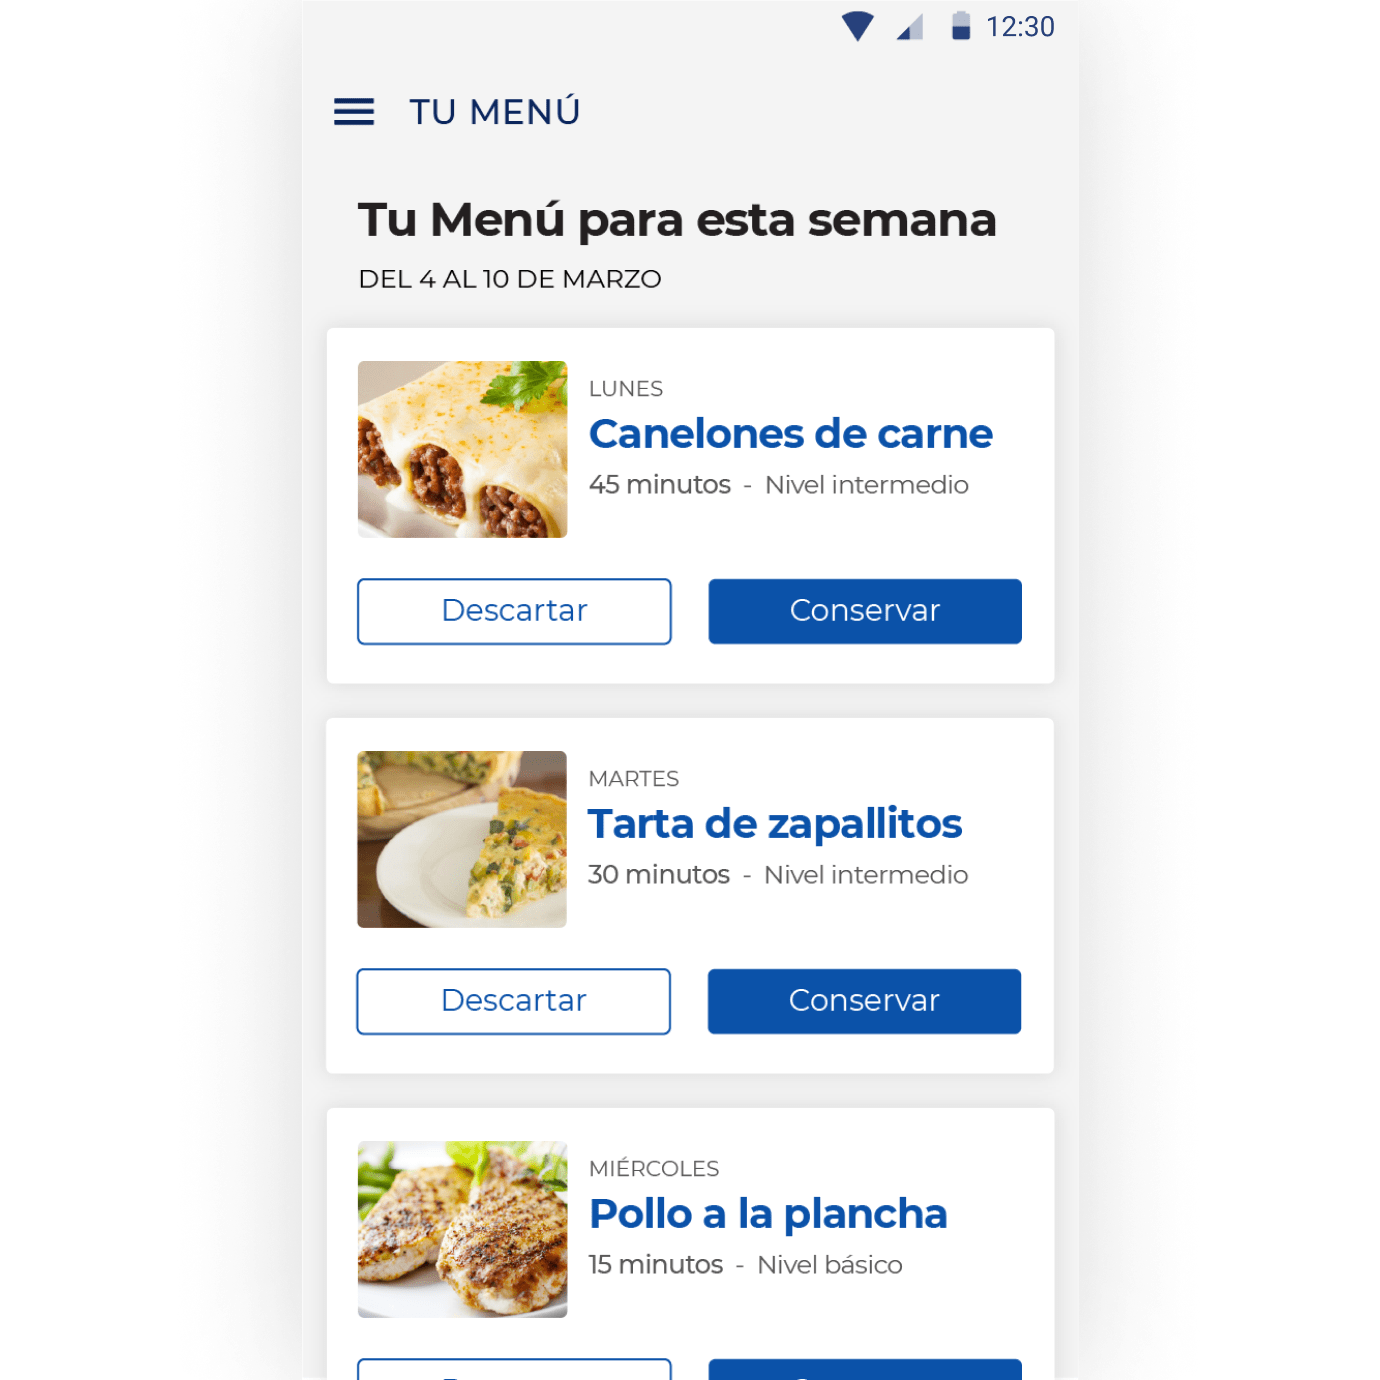 12:30
TU MENÚ
Tu Menú para esta semana
DEL 4 AL 10 DE MARZO
LUNES
Canelones de carne
45 minutos - Nivel intermedio
Descartar
Conservar
MARTES
Tarta de zapallitos
30 minutos - Nivel intermedio
Descartar
Conservar
MIÉRCOLES
Pollo a la plancha
15 minutos - Nivel básico